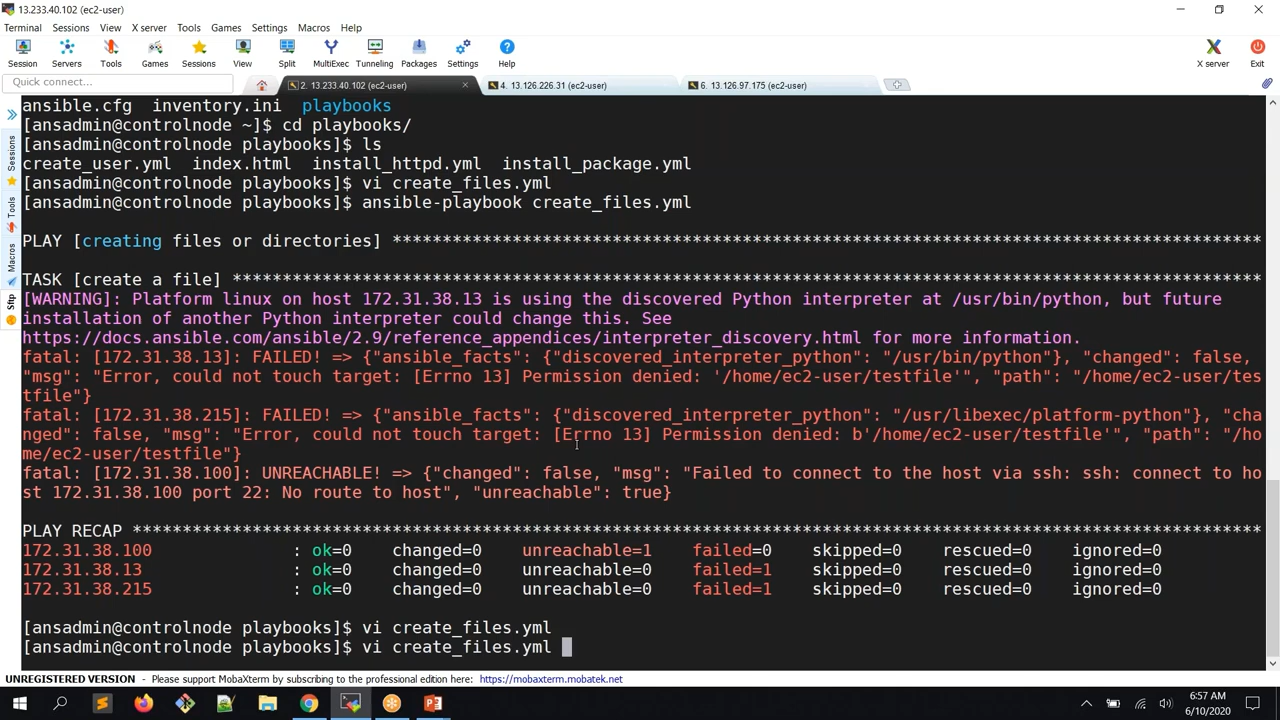 13.233.40.102 (ec2-user)
Terminal Sessions View X server Tools Games Settings Macros Help
Session Servers Tools Games Sessions View Split MultiExec Tunneling Packages Settings Help X server Exit
Quick connect... 2. 13.233.40.102 (ec2-user) 4. 13.126.226.31 (ec2-user) 6. 13.126.97.175 (ec2-user)
Sessions
Tools
Macros
Sftp
ansible.cfg inventory.ini playbooks
[ansadmin@controlnode ~]$ cd playbooks/
[ansadmin@controlnode playbooks]$ ls
create_user.yml index.html install_httpd.yml install_package.yml
[ansadmin@controlnode playbooks]$ vi create_files.yml
[ansadmin@controlnode playbooks]$ ansible-playbook create_files.yml
PLAY [creating files or directories] ***************************************************************************************
TASK [create a file] *******************************************************************************************************
[WARNING]: Platform linux on host 172.31.38.13 is using the discovered Python interpreter at /usr/bin/python, but future
installation of another Python interpreter could change this. See
https://docs.ansible.com/ansible/2.9/reference_appendices/interpreter_discovery.html for more information.
fatal: [172.31.38.13]: FAILED! => {"ansible_facts": {"discovered_interpreter_python": "/usr/bin/python"}, "changed": false,
"msg": "Error, could not touch target: [Errno 13] Permission denied: '/home/ec2-user/testfile'", "path": "/home/ec2-user/tes
tfile"}
fatal: [172.31.38.215]: FAILED! => {"ansible_facts": {"discovered_interpreter_python": "/usr/libexec/platform-python"}, "cha
nged": false, "msg": "Error, could not touch target: [Errno 13] Permission denied: b'/home/ec2-user/testfile'", "path": "/ho
me/ec2-user/testfile"}
fatal: [172.31.38.100]: UNREACHABLE! => {"changed": false, "msg": "Failed to connect to the host via ssh: ssh: connect to ho
st 172.31.38.100 port 22: No route to host", "unreachable": true}
PLAY RECAP *****************************************************************************************************************
172.31.38.100 : ok=0 changed=0 unreachable=1 failed=0 skipped=0 rescued=0 ignored=0
172.31.38.13 : ok=0 changed=0 unreachable=0 failed=1 skipped=0 rescued=0 ignored=0
172.31.38.215 : ok=0 changed=0 unreachable=0 failed=1 skipped=0 rescued=0 ignored=0
[ansadmin@controlnode playbooks]$ vi create_files.yml
[ansadmin@controlnode playbooks]$ vi create_files.yml
UNREGISTERED VERSION - Please support MobaXterm by subscribing to the professional edition here: https://mobaxterm.mobatek.net
6:57 AM
6/10/2020